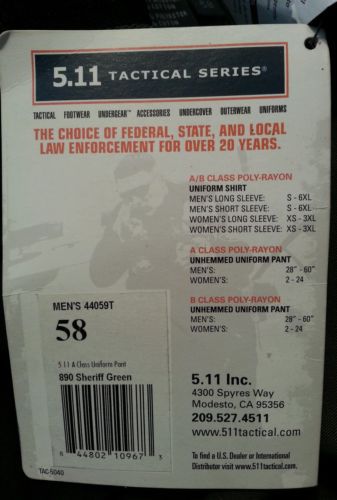 5.11 TACTICAL SERIES®
TACTICAL FOOTWEAR UNDERGEAR™ ACCESSORIES UNDERCOVER OUTERWEAR UNIFORMS
THE CHOICE OF FEDERAL, STATE, AND LOCAL
LAW ENFORCEMENT FOR OVER 20 YEARS.
A/B CLASS POLY-RAYON
UNIFORM SHIRT
MEN'S LONG SLEEVE: S - 6XL
MEN'S SHORT SLEEVE: S - 6XL
WOMEN'S LONG SLEEVE: XS - 3XL
WOMEN'S SHORT SLEEVE: XS - 3XL
A CLASS POLY-RAYON
UNHEMMED UNIFORM PANT
MEN'S: 28" - 60"
WOMEN'S: 2 - 24
B CLASS POLY-RAYON
UNHEMMED UNIFORM PANT
MEN'S: 28" - 60"
WOMEN'S: 2 - 24
MEN'S 44059T
58
5.11 A Class Uniform Pant
890 Sheriff Green
8 44802 10967 3
TAC-5040
5.11 Inc.
4300 Spyres Way
Modesto, CA 95356
209.527.4511
www.511tactical.com
To find a U.S. Dealer or International
Distributor visit www.511tactical.com.